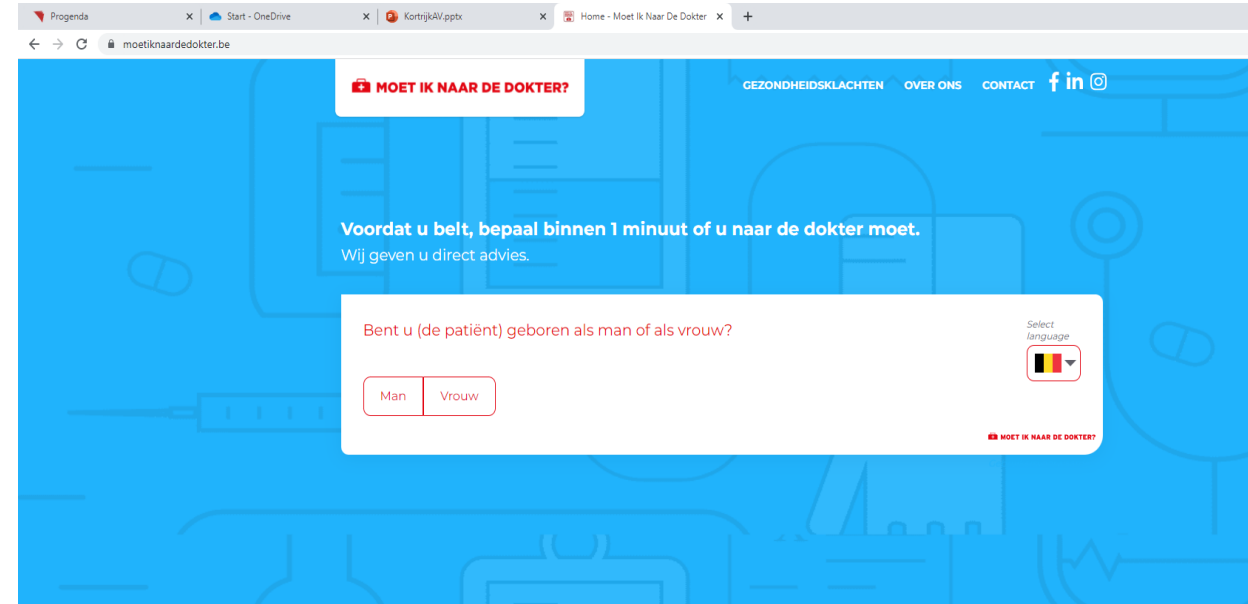 Progenda
Start - OneDrive
KortrijkAV.pptx
Home - Moet Ik Naar De Dokter
moetiknaardedokter.be
MOET IK NAAR DE DOKTER?
GEZONDHEIDSKLACHTEN OVER ONS CONTACT
Voordat u belt, bepaal binnen 1 minuut of u naar de dokter moet.
Wij geven u direct advies.
Bent u (de patiënt) geboren als man of als vrouw?
Select
language
Man Vrouw
MOET IK NAAR DE DOKTER?